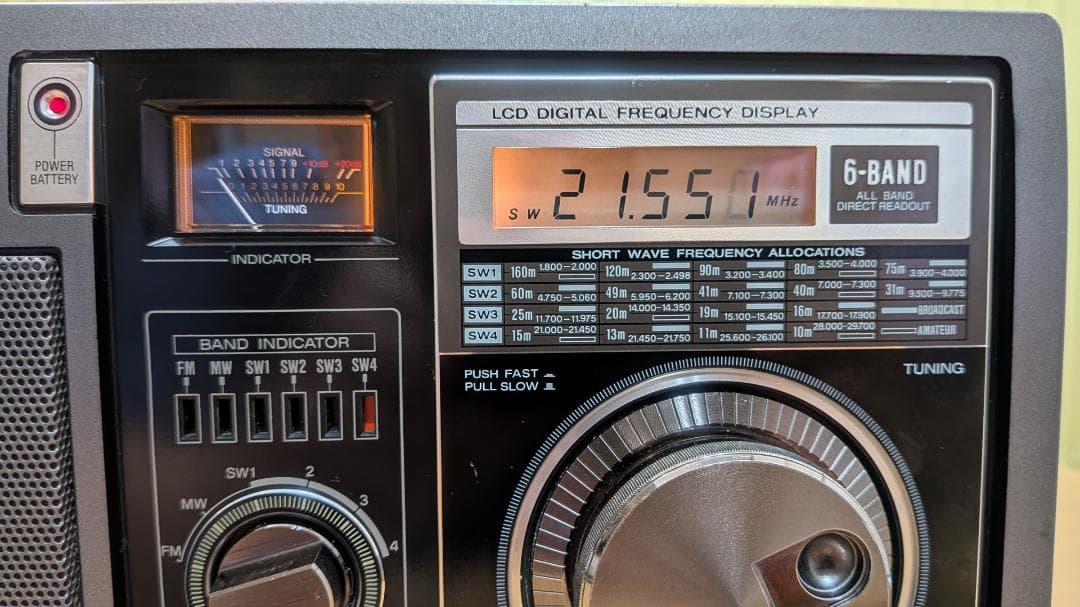 LCD DIGITAL FREQUENCY DISPLAY
POWER
BATTERY
SIGNAL
1 2 3 4 5 7 9 +10dB +20dB
0 1 2 3 4 5 6 7 8 9 10
TUNING
INDICATOR
SW 21.551 MHz
6-BAND
ALL BAND
DIRECT READOUT
SHORT WAVE FREQUENCY ALLOCATIONS
SW1 160m 1.800-2.000 120m 2.300-2.498 90m 3.200-3.400 80m 3.500-4.000 75m 3.900-4.000
SW2 60m 4.750-5.060 49m 5.950-6.200 41m 7.100-7.300 40m 7.000-7.300 31m 9.500-9.775
SW3 25m 11.700-11.975 20m 14.000-14.350 19m 15.100-15.450 16m 17.700-17.900 BROADCAST
SW4 15m 21.000-21.450 13m 21.450-21.750 11m 25.600-26.100 10m 28.000-29.700 AMATEUR
BAND INDICATOR
FM MW SW1 SW2 SW3 SW4
PUSH FAST
PULL SLOW
TUNING
SW1 2
MW 3
FM 4